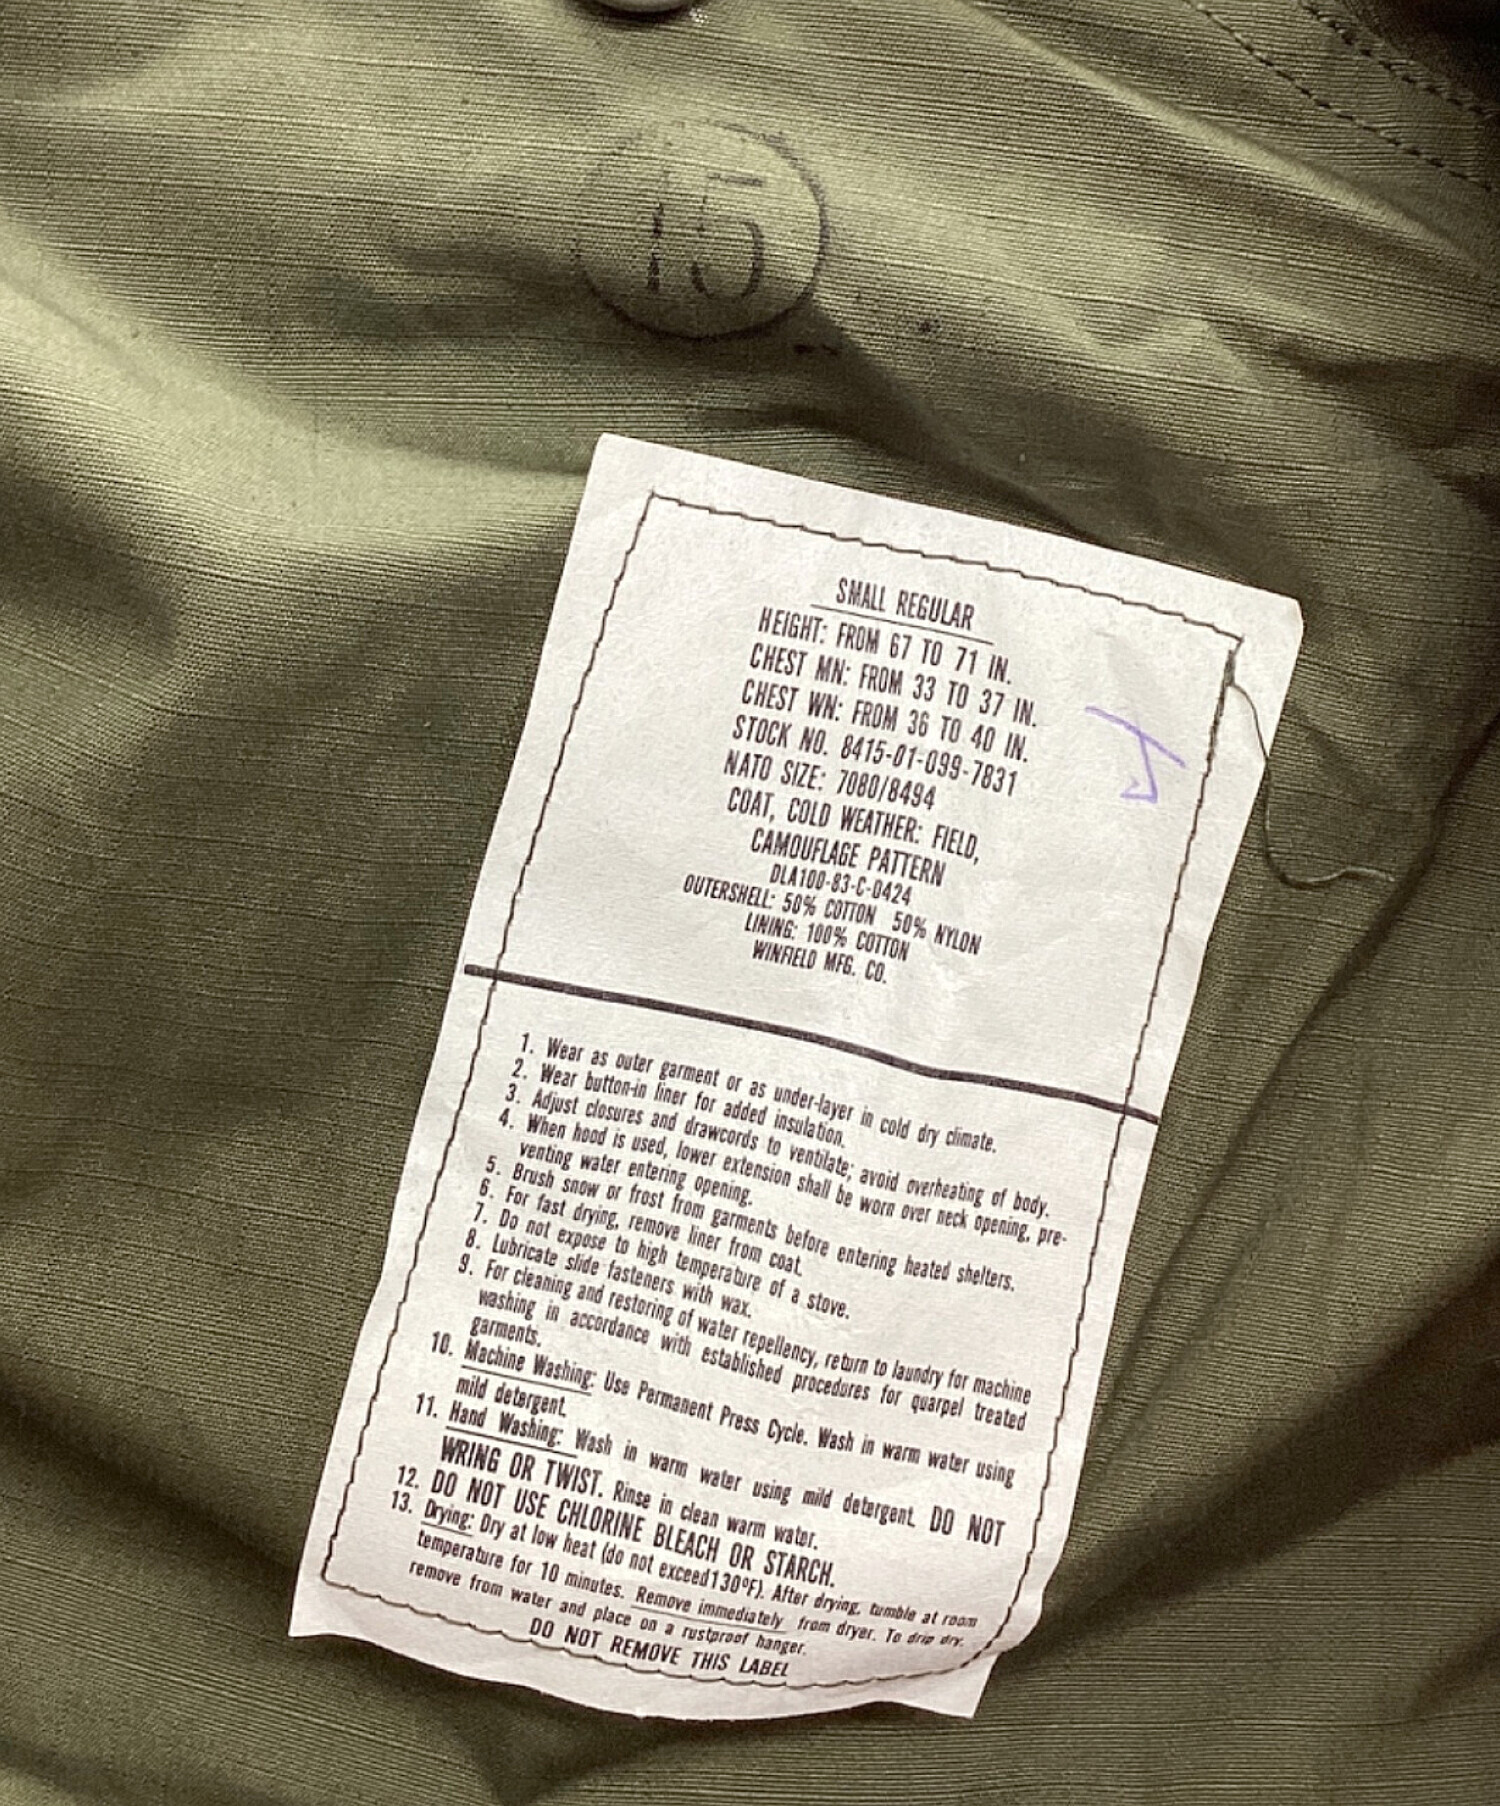 15
SMALL REGULAR
HEIGHT: FROM 67 TO 71 IN.
CHEST MN: FROM 33 TO 37 IN.
CHEST WN: FROM 36 TO 40 IN.
STOCK NO. 8415-01-099-7831
NATO SIZE: 7080/8494
COAT, COLD WEATHER: FIELD,
CAMOUFLAGE PATTERN
DLA100-83-C-0424
OUTERSHELL: 50% COTTON 50% NYLON
LINING: 100% COTTON
WINFIELD MFG. CO.
1. Wear as outer garment or as under-layer in cold dry climate.
2. Wear button-in liner for added insulation.
3. Adjust closures and drawcords to ventilate; avoid overheating of body.
4. When hood is used, lower extension shall be worn over neck opening, pre-
venting water entering opening.
5. Brush snow or frost from garments before entering heated shelters.
6. For fast drying, remove liner from coat.
7. Do not expose to high temperature of a stove.
8. Lubricate slide fasteners with wax.
9. For cleaning and restoring of water repellency, return to laundry for machine
washing in accordance with established procedures for quarpel treated
garments.
10. Machine Washing: Use Permanent Press Cycle. Wash in warm water using
mild detergent.
11. Hand Washing: Wash in warm water using mild detergent. DO NOT
WRING OR TWIST. Rinse in clean warm water.
12. DO NOT USE CHLORINE BLEACH OR STARCH.
13. Drying: Dry at low heat (do not exceed 130°F). After drying, tumble at room
temperature for 10 minutes. Remove immediately from dryer. To drip dry,
remove from water and place on a rustproof hanger.
DO NOT REMOVE THIS LABEL